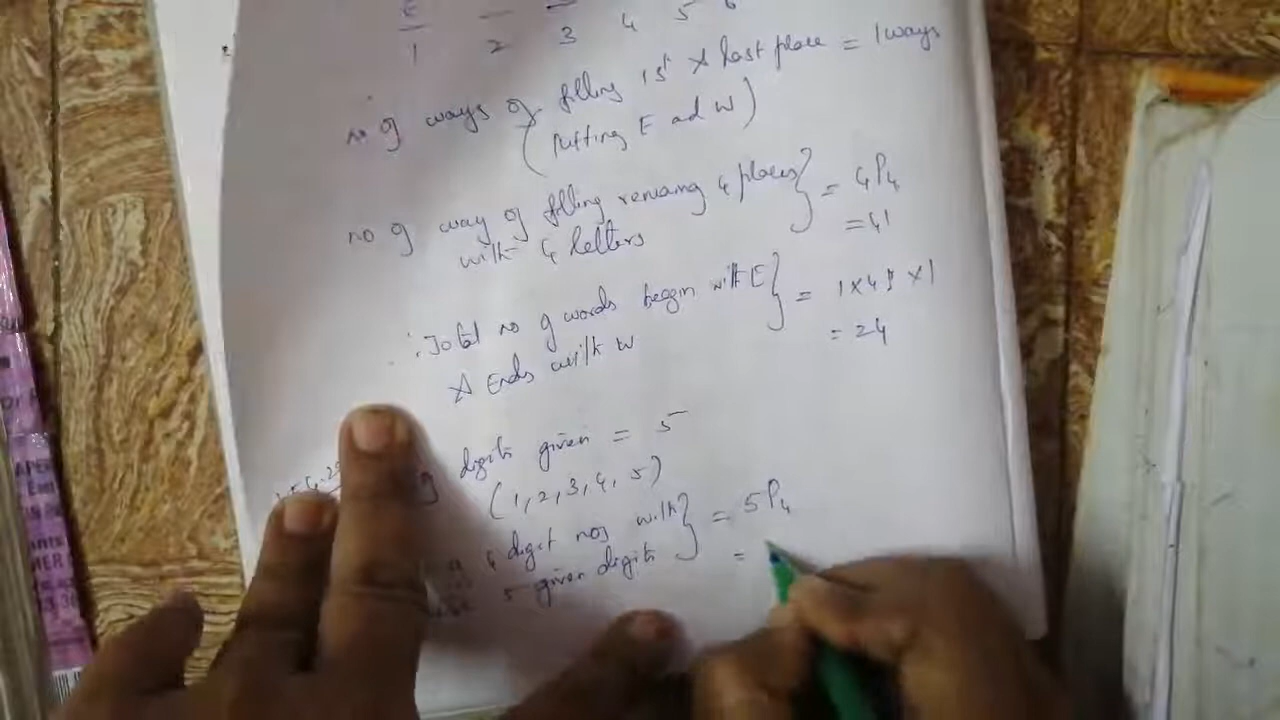 E
1 2 3 4 5 6
no of ways of filling 1st & last place = 1 ways
(Putting E ad W)
no of way of filling remaing 4 places } = 4P4
with 4 letters = 4!
∴ Total no of words begin with E } = 1 x 4! x 1
& Ends with W = 24
digits given = 5
(1, 2, 3, 4, 5)
4 digit nos with } = 5P4
5 given digits =